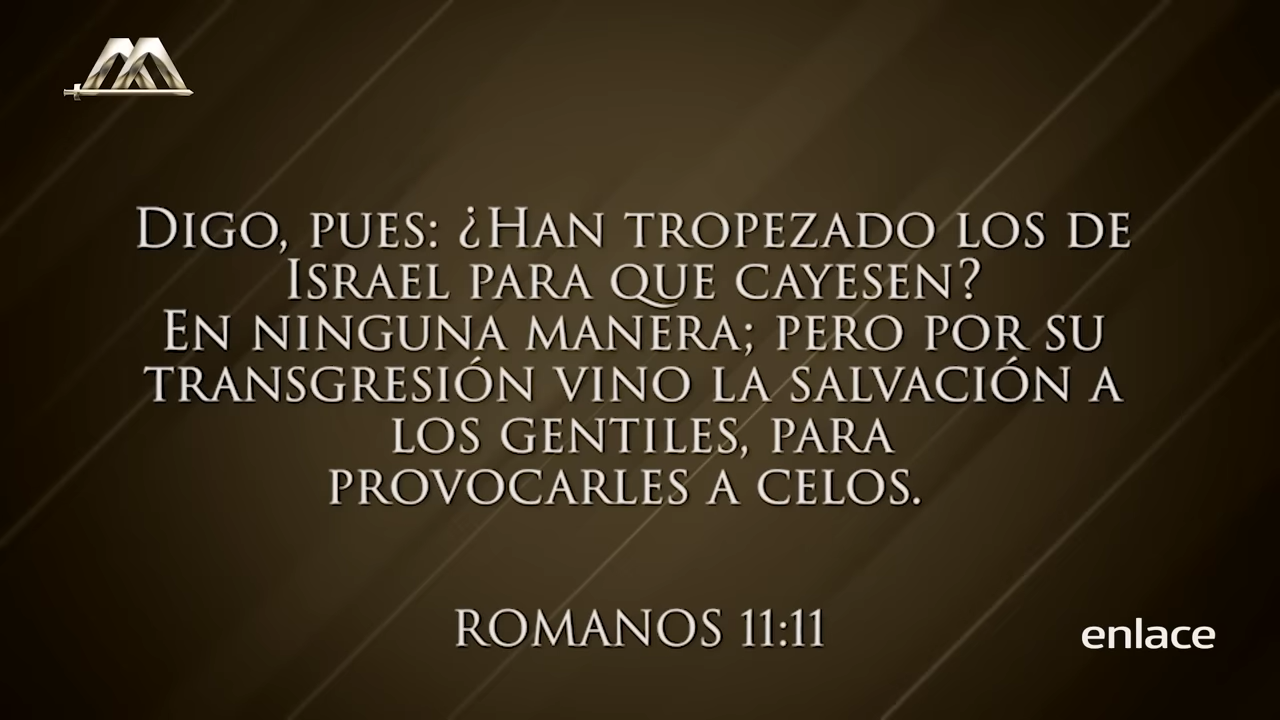 Digo, pues: ¿Han tropezado los de
Israel para que cayesen?
En ninguna manera; pero por su
transgresión vino la salvación a
los gentiles, para
provocarles a celos.
ROMANOS 11:11
enlace